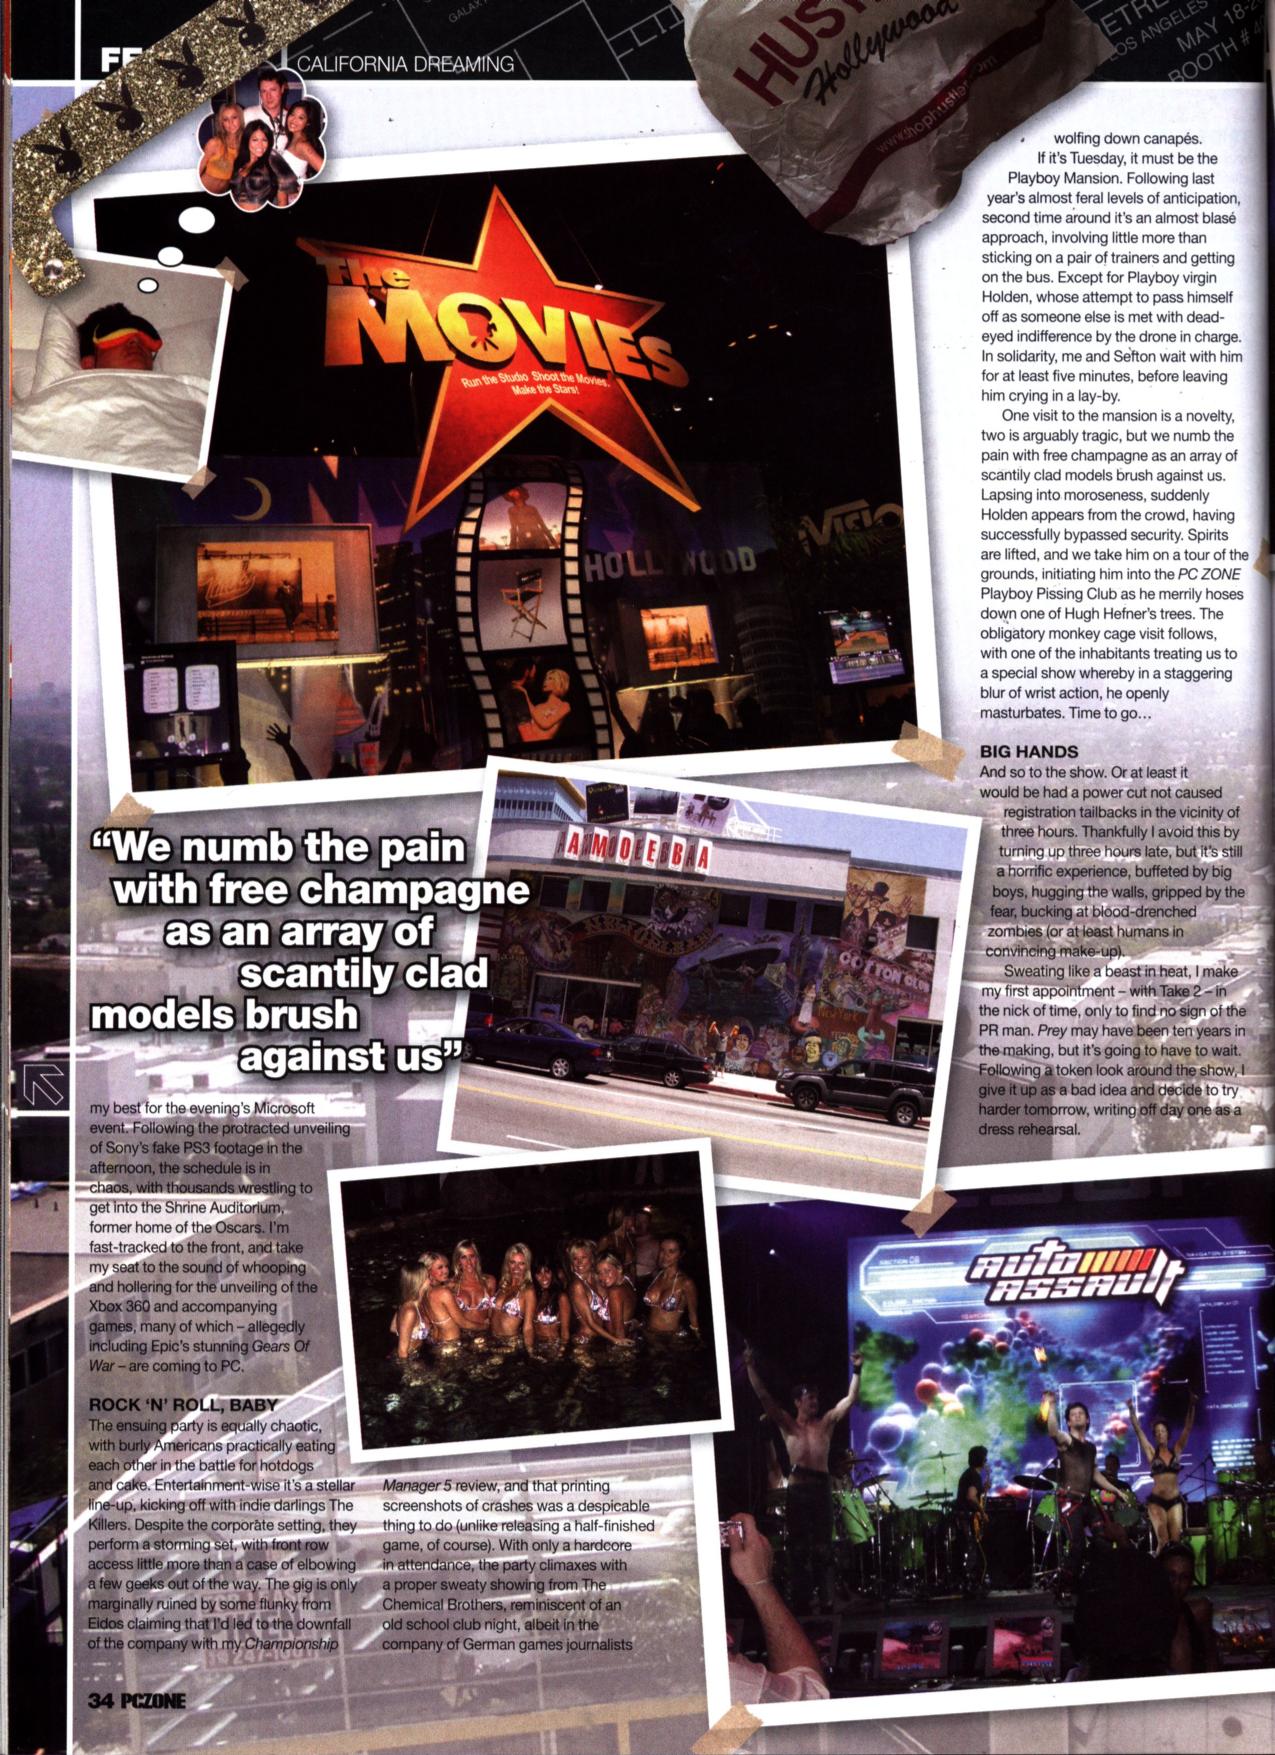 FE
CALIFORNIA DREAMING
GALAX
HUS
Hollywood
www.shophustler.com
ETRE
LOS ANGELES
MAY 18-2
BOOTH #
The
MOVIES
Run the Studio Shoot the Movies.
Make the Stars!
HOLLYWOOD
VISIO
"We numb the pain
with free champagne
as an array of
scantily clad
models brush
against us"
AMOEBA
COTTON CLUB
New York
my best for the evening's Microsoft
event. Following the protracted unveiling
of Sony's fake PS3 footage in the
afternoon, the schedule is in
chaos, with thousands wrestling to
get into the Shrine Auditorium,
former home of the Oscars. I'm
fast-tracked to the front, and take
my seat to the sound of whooping
and hollering for the unveiling of the
Xbox 360 and accompanying
games, many of which – allegedly
including Epic's stunning Gears Of
War – are coming to PC.
ROCK 'N' ROLL, BABY
The ensuing party is equally chaotic,
with burly Americans practically eating
each other in the battle for hotdogs
and cake. Entertainment-wise it's a stellar
line-up, kicking off with indie darlings The
Killers. Despite the corporate setting, they
perform a storming set, with front row
access little more than a case of elbowing
a few geeks out of the way. The gig is only
marginally ruined by some flunky from
Eidos claiming that I'd led to the downfall
of the company with my Championship
Manager 5 review, and that printing
screenshots of crashes was a despicable
thing to do (unlike releasing a half-finished
game, of course). With only a hardcore
in attendance, the party climaxes with
a proper sweaty showing from The
Chemical Brothers, reminiscent of an
old school club night, albeit in the
company of German games journalists
wolfing down canapés.
If it's Tuesday, it must be the
Playboy Mansion. Following last
year's almost feral levels of anticipation,
second time around it's an almost blasé
approach, involving little more than
sticking on a pair of trainers and getting
on the bus. Except for Playboy virgin
Holden, whose attempt to pass himself
off as someone else is met with dead-
eyed indifference by the drone in charge.
In solidarity, me and Sefton wait with him
for at least five minutes, before leaving
him crying in a lay-by.
One visit to the mansion is a novelty,
two is arguably tragic, but we numb the
pain with free champagne as an array of
scantily clad models brush against us.
Lapsing into moroseness, suddenly
Holden appears from the crowd, having
successfully bypassed security. Spirits
are lifted, and we take him on a tour of the
grounds, initiating him into the PC ZONE
Playboy Pissing Club as he merrily hoses
down one of Hugh Hefner's trees. The
obligatory monkey cage visit follows,
with one of the inhabitants treating us to
a special show whereby in a staggering
blur of wrist action, he openly
masturbates. Time to go...
BIG HANDS
And so to the show. Or at least it
would be had a power cut not caused
registration tailbacks in the vicinity of
three hours. Thankfully I avoid this by
turning up three hours late, but it's still
a horrific experience, buffeted by big
boys, hugging the walls, gripped by the
fear, bucking at blood-drenched
zombies (or at least humans in
convincing make-up).
Sweating like a beast in heat, I make
my first appointment – with Take 2 – in
the nick of time, only to find no sign of the
PR man. Prey may have been ten years in
the making, but it's going to have to wait.
Following a token look around the show, I
give it up as a bad idea and decide to try
harder tomorrow, writing off day one as a
dress rehearsal.
auto
ASSAULT
34 PCZONE